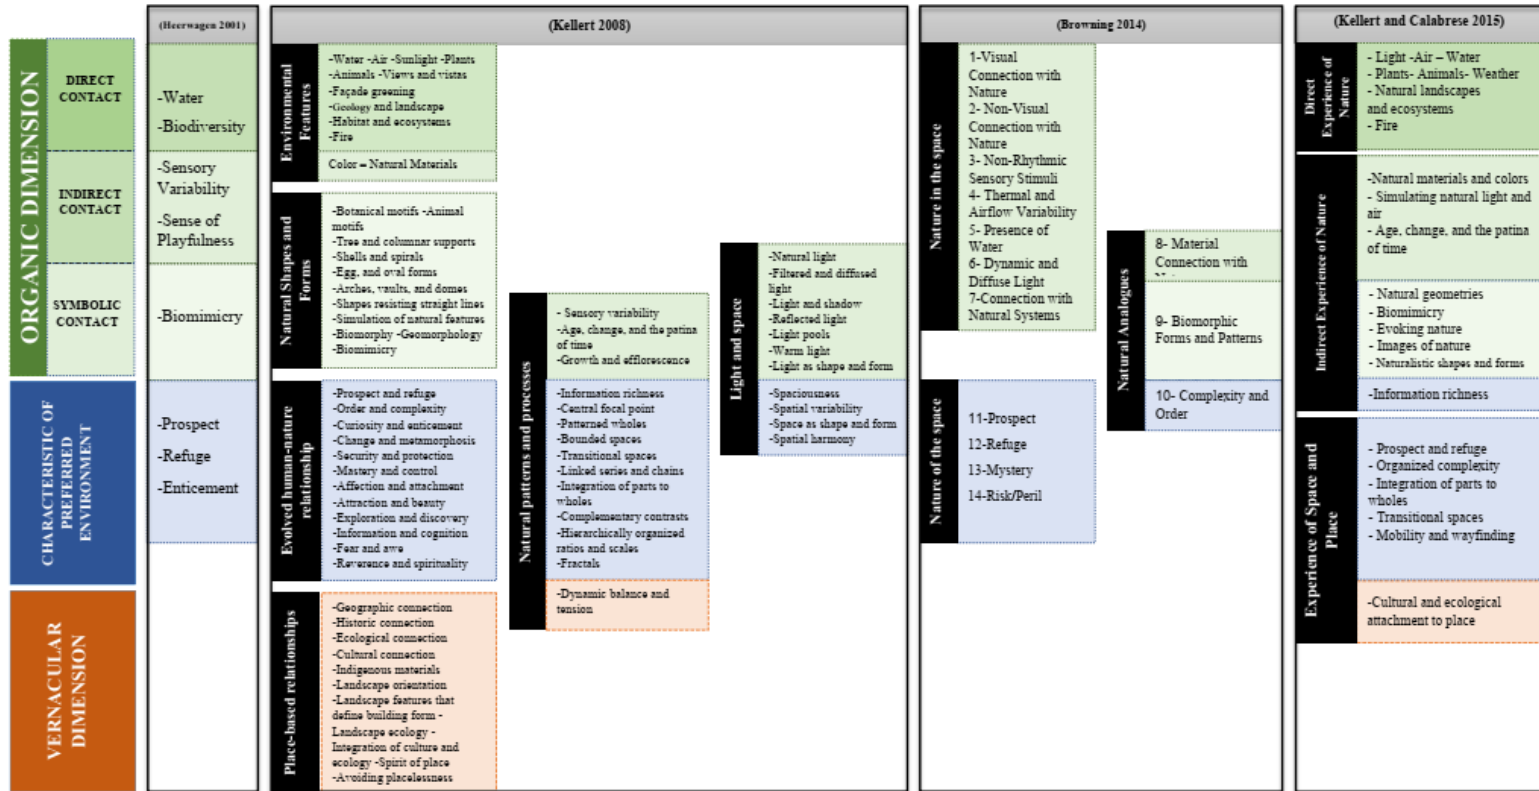 (Heerwagen 2001)
(Kellert 2008)
(Browning 2014)
(Kellert and Calabrese 2015)
ORGANIC DIMENSION
DIRECT
CONTACT
INDIRECT
CONTACT
SYMBOLIC
CONTACT
CHARACTERISTIC OF
PREFERRED
ENVIRONMENT
VERNACULAR
DIMENSION
-Water
-Biodiversity
-Sensory
Variability
-Sense of
Playfulness
-Biomimicry
-Prospect
-Refuge
-Enticement
Environmental
Features
-Water -Air -Sunlight -Plants
-Animals -Views and vistas
-Façade greening
-Geology and landscape
-Habitat and ecosystems
-Fire
Color – Natural Materials
Natural Shapes and
Forms
-Botanical motifs -Animal
motifs
-Tree and columnar supports
-Shells and spirals
-Egg, and oval forms
-Arches, vaults, and domes
-Shapes resisting straight lines
-Simulation of natural features
-Biomorphy -Geomorphology
-Biomimicry
Evolved human-nature
relationship
-Prospect and refuge
-Order and complexity
-Curiosity and enticement
-Change and metamorphosis
-Security and protection
-Mastery and control
-Affection and attachment
-Attraction and beauty
-Exploration and discovery
-Information and cognition
-Fear and awe
-Reverence and spirituality
Place-based relationships
-Geographic connection
-Historic connection
-Ecological connection
-Cultural connection
-Indigenous materials
-Landscape orientation
-Landscape features that
define building form -
Landscape ecology -
Integration of culture and
ecology -Spirit of place
-Avoiding placelessness
Natural patterns and processes
- Sensory variability
-Age, change, and the patina
of time
-Growth and efflorescence
-Information richness
-Central focal point
-Patterned wholes
-Bounded spaces
-Transitional spaces
-Linked series and chains
-Integration of parts to
wholes
-Complementary contrasts
-Hierarchically organized
ratios and scales
-Fractals
-Dynamic balance and
tension
Light and space
-Natural light
-Filtered and diffused
light
-Light and shadow
-Reflected light
-Light pools
-Warm light
-Light as shape and form
-Spaciousness
-Spatial variability
-Space as shape and form
-Spatial harmony
Nature in the space
1-Visual
Connection with
Nature
2- Non-Visual
Connection with
Nature
3- Non-Rhythmic
Sensory Stimuli
4- Thermal and
Airflow Variability
5- Presence of
Water
6- Dynamic and
Diffuse Light
7-Connection with
Natural Systems
Nature of the space
11-Prospect
12-Refuge
13-Mystery
14-Risk/Peril
Natural Analogues
8- Material
Connection with
9- Biomorphic
Forms and Patterns
10- Complexity and
Order
Direct
Experience of
Nature
- Light -Air – Water
- Plants- Animals- Weather
- Natural landscapes
and ecosystems
- Fire
Indirect Experience of Nature
-Natural materials and colors
- Simulating natural light and
air
- Age, change, and the patina
of time
- Natural geometries
- Biomimicry
- Evoking nature
- Images of nature
- Naturalistic shapes and forms
-Information richness
Experience of Space and
Place
- Prospect and refuge
- Organized complexity
- Integration of parts to
wholes
- Transitional spaces
- Mobility and wayfinding
-Cultural and ecological
attachment to place